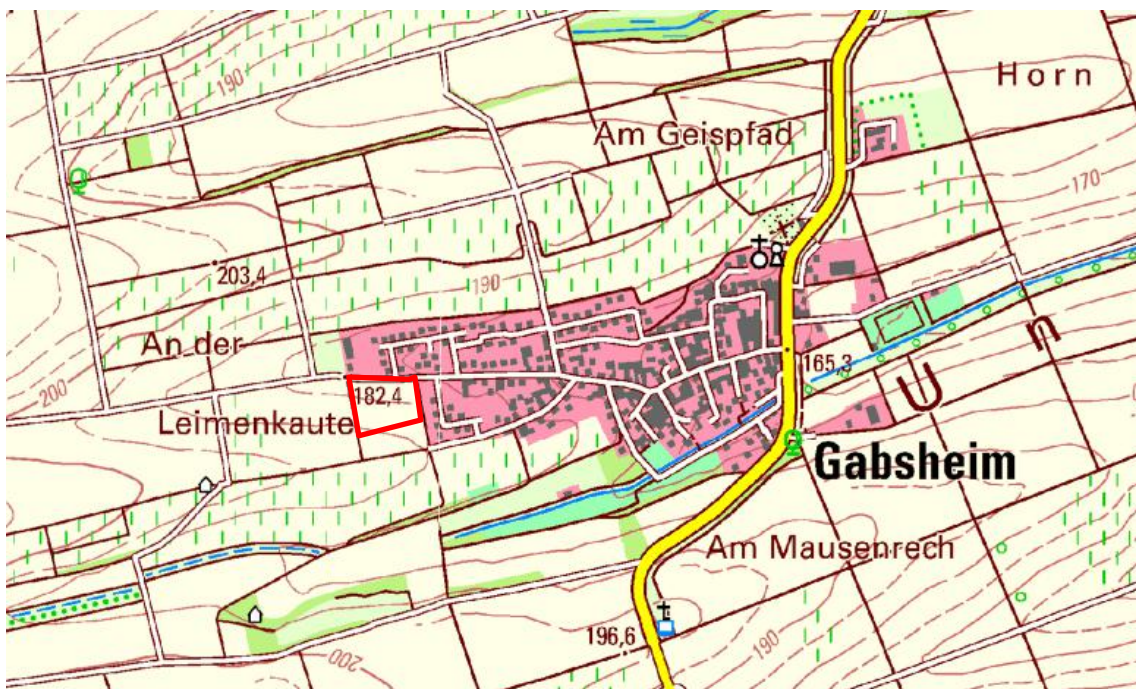 190
Horn
Am Geispfad
170
203,4
190
An der
165,3
200
182,4
Leimenkaute
U n
Gabsheim
Am Mausenrech
196,6
190
200